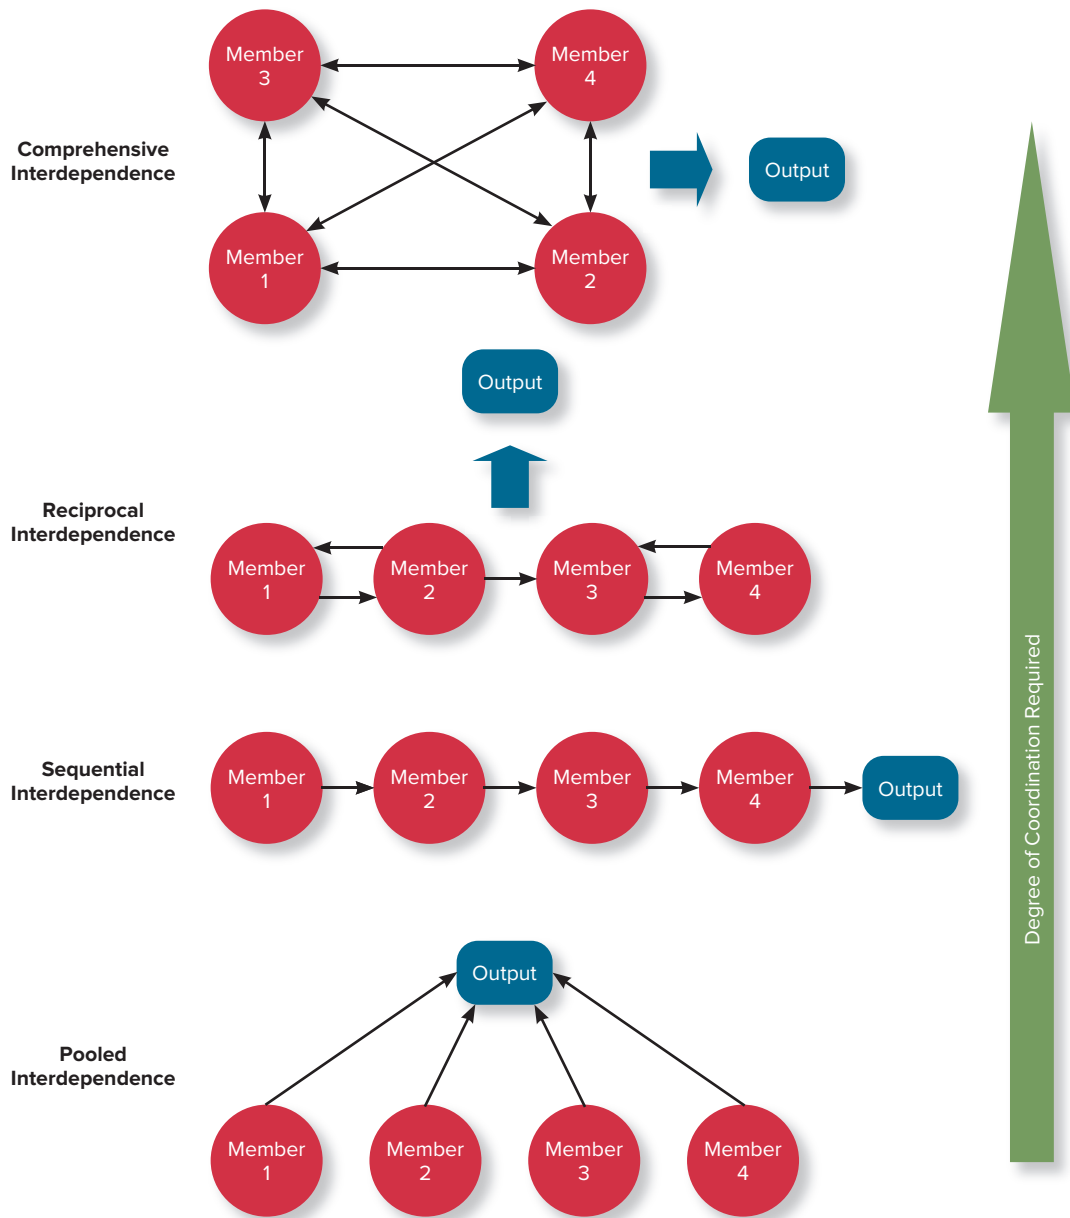 Member
3
Member
4
Comprehensive
Interdependence
Output
Member
1
Member
2
Output
Reciprocal
Interdependence
Member
1
Member
2
Member
3
Member
4
Sequential
Interdependence
Member
1
Member
2
Member
3
Member
4
Output
Degree of Coordination Required
Output
Pooled
Interdependence
Member
1
Member
2
Member
3
Member
4